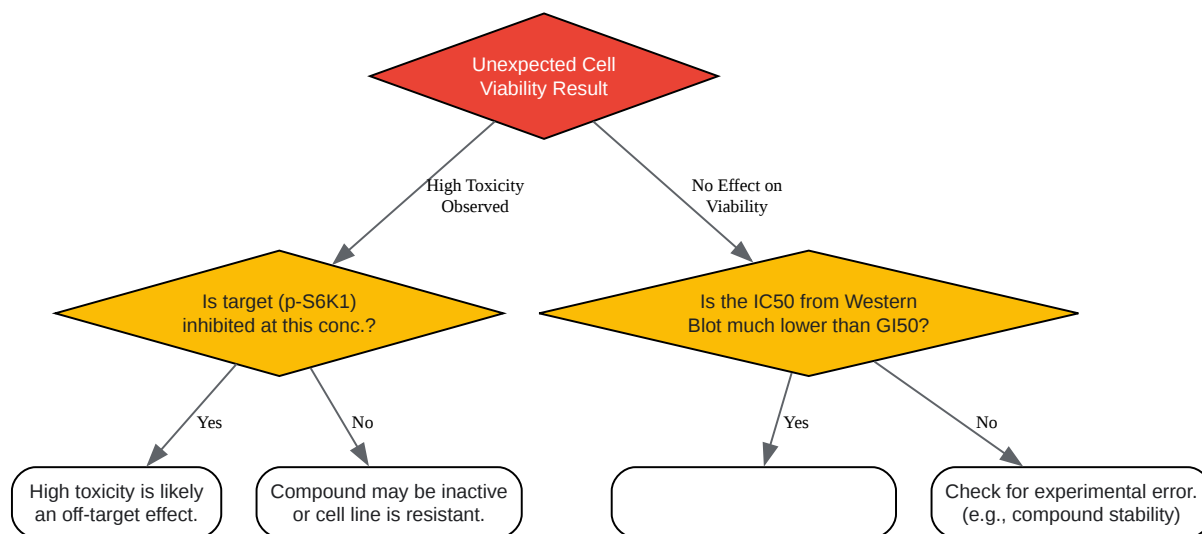 Unexpected Cell
Viability Result
High Toxicity
Observed
No Effect on
Viability
Is target (p-S6K1)
inhibited at this conc.?
Is the IC50 from Western
Blot much lower than GI50?
Yes
No
Yes
No
High toxicity is likely
an off-target effect.
Compound may be inactive
or cell line is resistant.
Check for experimental error.
(e.g., compound stability)